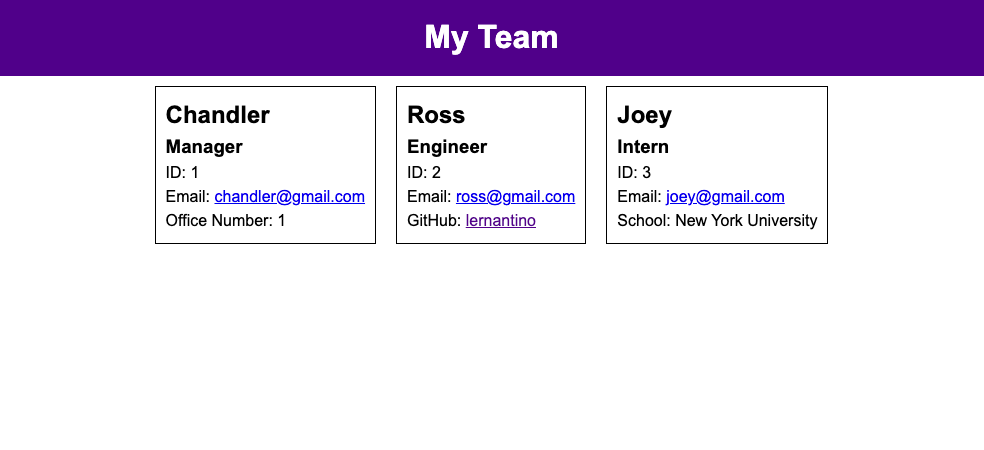 My Team
Chandler
Manager
ID: 1
Email: chandler@gmail.com
Office Number: 1
Ross
Engineer
ID: 2
Email: ross@gmail.com
GitHub: lernantino
Joey
Intern
ID: 3
Email: joey@gmail.com
School: New York University